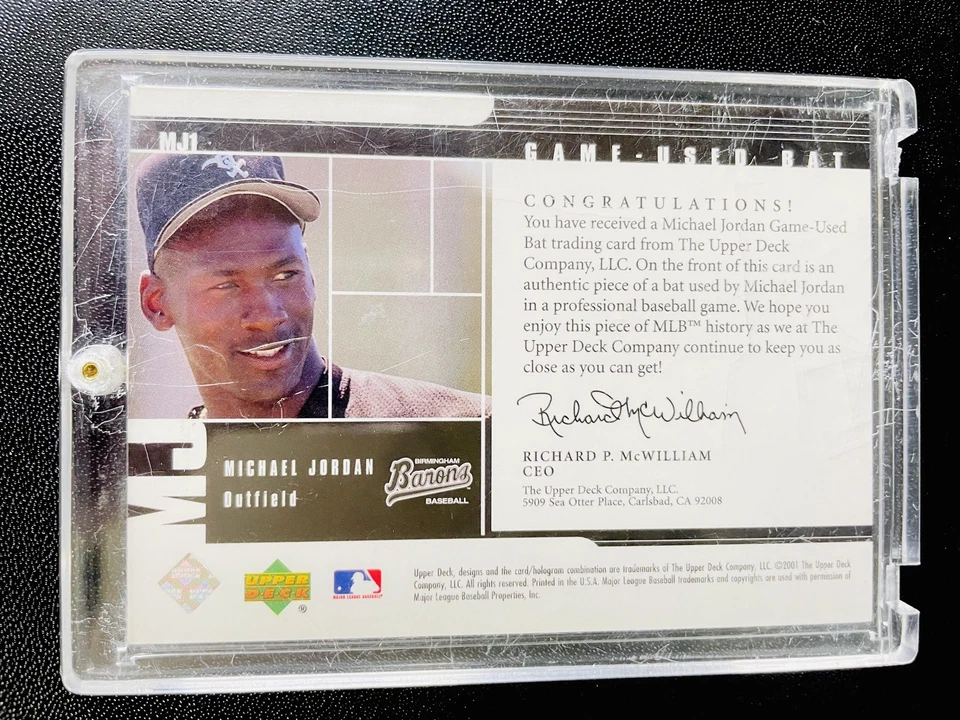 MJ1
GAME-USED BAT
CONGRATULATIONS!
You have received a Michael Jordan Game-Used
Bat trading card from The Upper Deck
Company, LLC. On the front of this card is an
authentic piece of a bat used by Michael Jordan
in a professional baseball game. We hope you
enjoy this piece of MLB™ history as we at The
Upper Deck Company continue to keep you as
close as you can get!
Richard P. McWilliam
RICHARD P. McWILLIAM
CEO
The Upper Deck Company, LLC.
5909 Sea Otter Place, Carlsbad, CA 92008
MJ
MICHAEL JORDAN
Outfield
BIRMINGHAM
Barons
BASEBALL
UPPER
DECK
®
MAJOR LEAGUE BASEBALL
Upper Deck, designs and the card/hologram combination are trademarks of The Upper Deck Company, LLC. ©2001 The Upper Deck
Company, LLC. All rights reserved. Printed in the U.S.A. Major League Baseball trademarks and copyrights are used with permission of
Major League Baseball Properties, Inc.